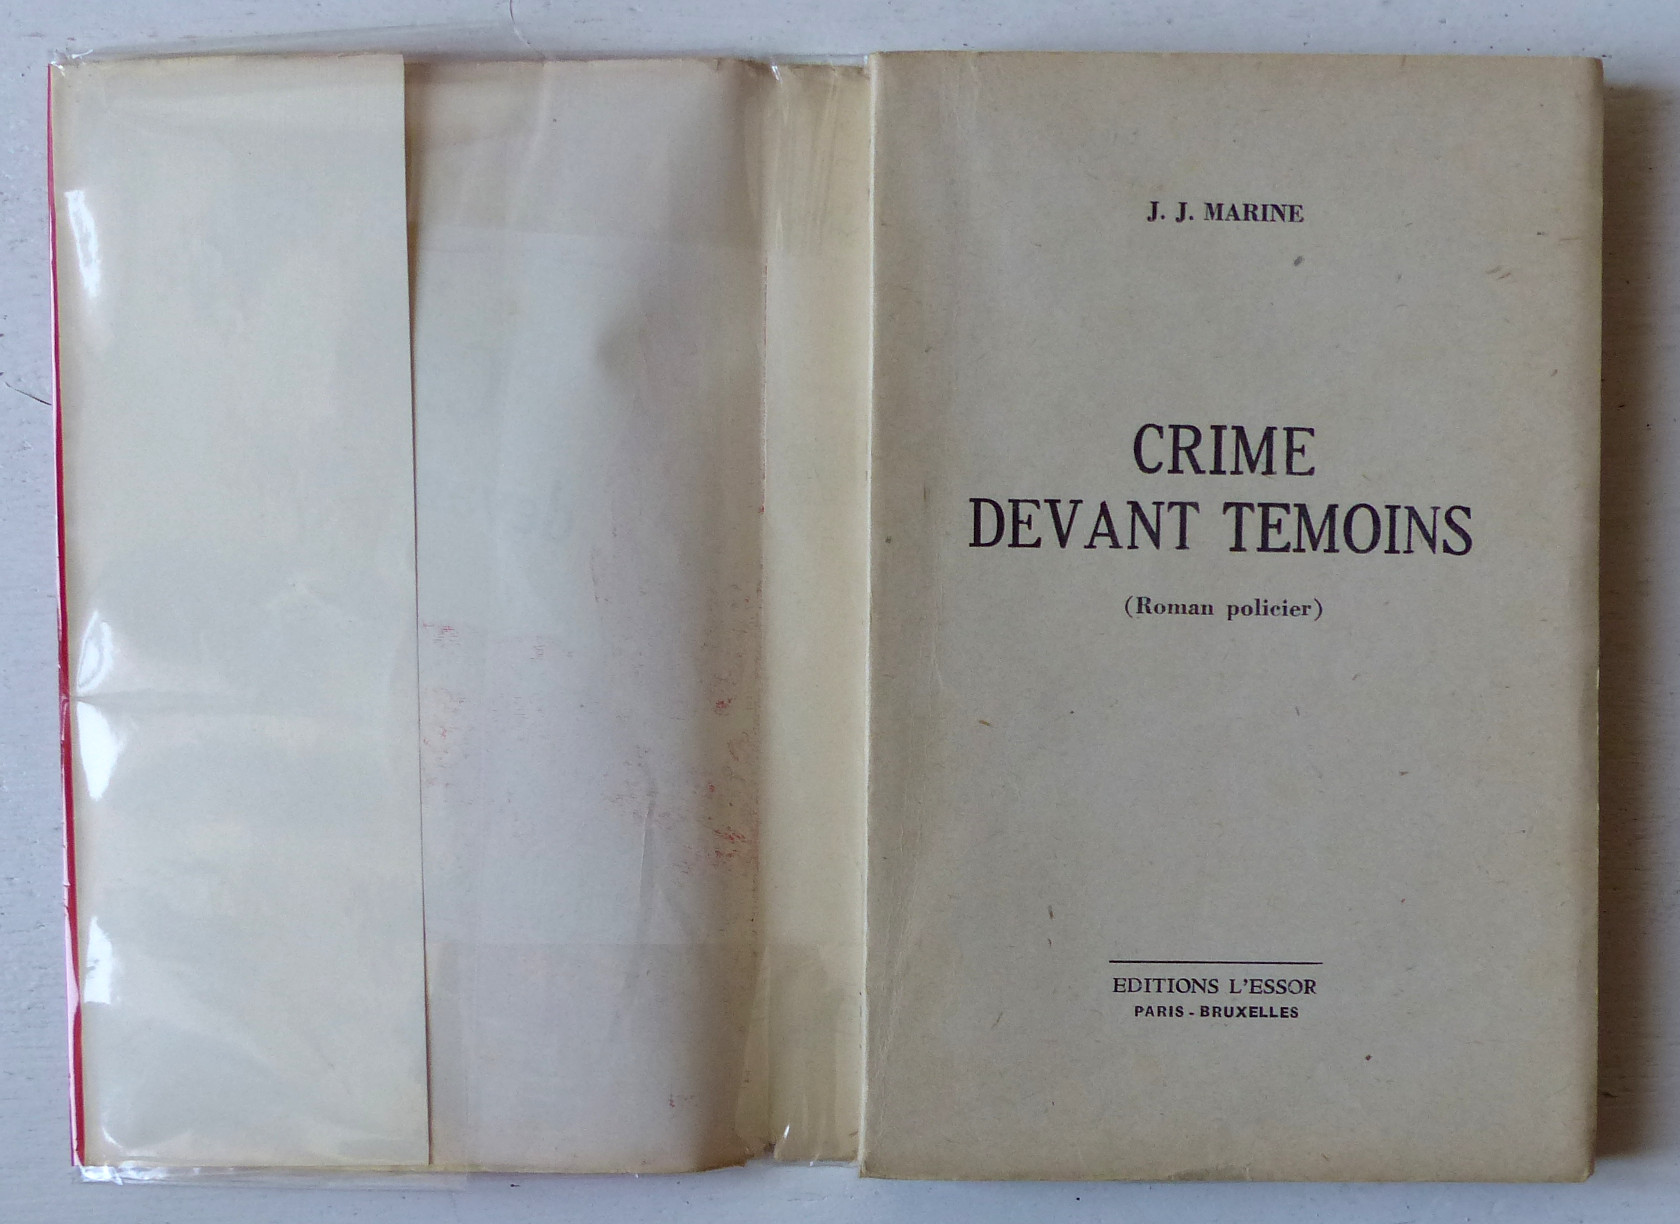 J. J. MARINE
CRIME
DEVANT TEMOINS
(Roman policier)
EDITIONS L'ESSOR
PARIS - BRUXELLES